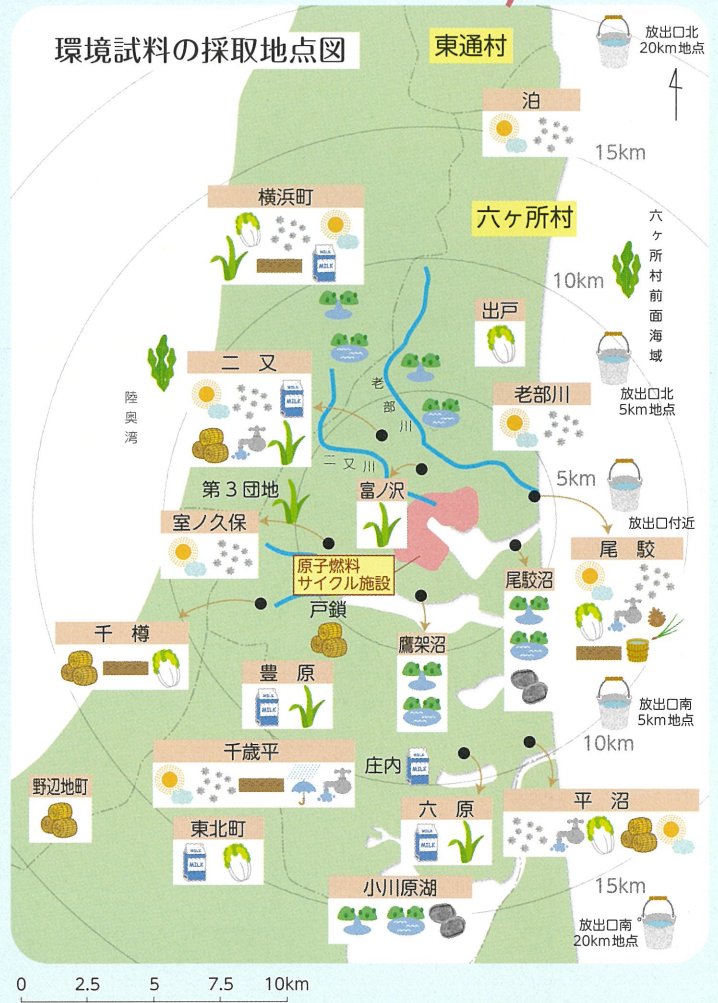 環境試料の採取地点図
東通村
放出口北
20km地点
泊
15km
横浜町
MILK
六ヶ所村
六ヶ所村前面海域
10km
出戸
二又
MILK
老部川
放出口北
5km地点
老部川
陸奥湾
二又川
5km
第3団地
富ノ沢
放出口付近
室ノ久保
尾駮
原子燃料
サイクル施設
尾駮沼
戸鎖
千樽
鷹架沼
豊原
MILK
放出口南
5km地点
10km
千歳平
庄内
MILK
野辺地町
東北町
MILK
六原
MILK
平沼
小川原湖
15km
放出口南
20km地点
0 2.5 5 7.5 10km